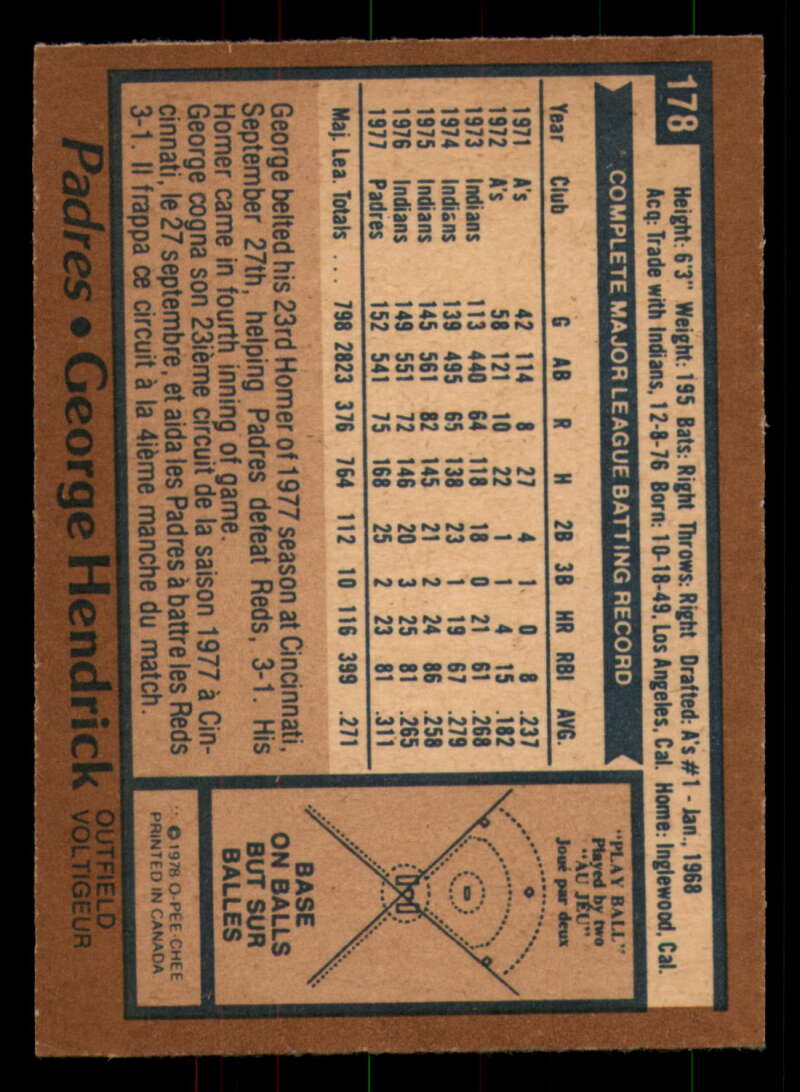 178
Height: 6'3" Weight: 195 Bats: Right Throws: Right Drafted: A's #1 - Jan., 1968
Acq: Trade with Indians, 12-8-76 Born: 10-18-49, Los Angeles, Cal. Home: Inglewood, Cal.
COMPLETE MAJOR LEAGUE BATTING RECORD
Year Club G AB R H 2B 3B HR RBI AVG.
1971 A's 42 114 8 27 4 1 0 8 .237
1972 A's 58 121 10 22 1 1 4 15 .182
1973 Indians 113 440 64 118 18 0 21 61 .268
1974 Indians 139 495 65 138 23 1 19 67 .279
1975 Indians 145 561 82 145 21 2 24 86 .258
1976 Indians 149 551 72 146 20 3 25 81 .265
1977 Padres 152 541 75 168 25 2 23 81 .311
Maj. Lea. Totals .... 798 2823 376 764 112 10 116 399 .271
George belted his 23rd Homer of 1977 season at Cincinnati,
September 27th, helping Padres defeat Reds, 3-1. His
Homer came in fourth inning of game.
George cogna son 23ième circuit de la saison 1977 à Cin-
cinnati, le 27 septembre, et aida les Padres à battre les Reds
3-1. Il frappa ce circuit à la 4ième manche du match.
"PLAY BALL"
Played by two
"AU JEU"
Joué par deux
BASE
ON BALLS
BUT SUR
BALLES
© 1978 O-PEE-CHEE
PRINTED IN CANADA
Padres • George Hendrick
OUTFIELD
VOLTIGEUR